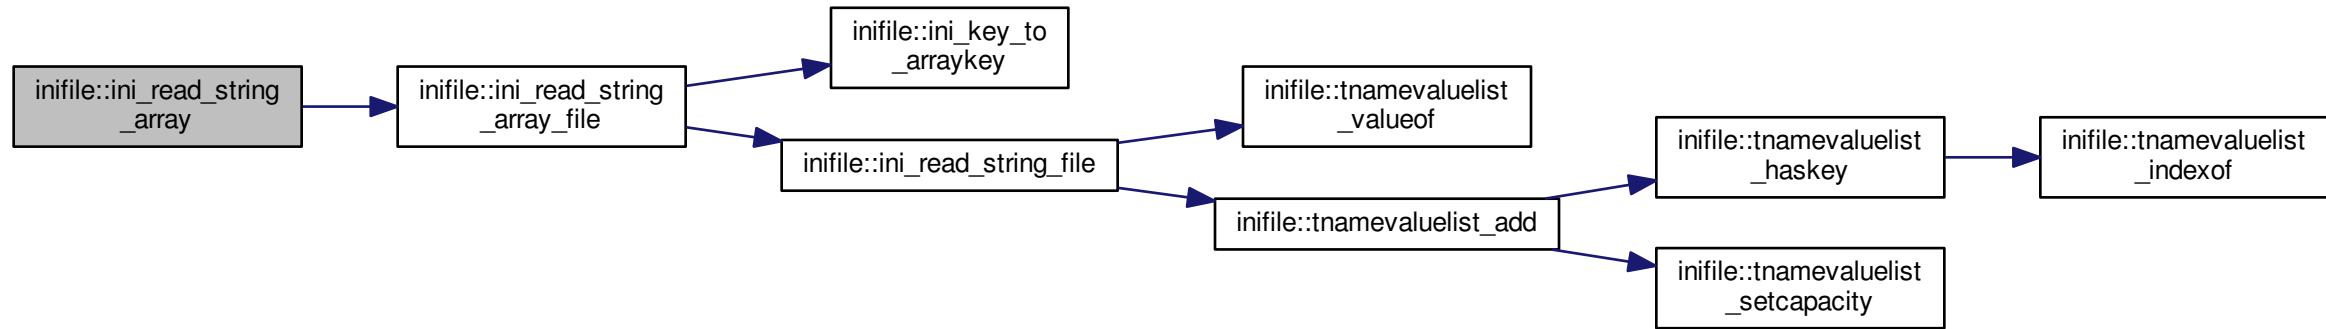 inifile::ini_read_string
_array
inifile::ini_read_string
_array_file
inifile::ini_key_to
_arraykey
inifile::ini_read_string_file
inifile::tnamevaluelist
_valueof
inifile::tnamevaluelist_add
inifile::tnamevaluelist
_haskey
inifile::tnamevaluelist
_setcapacity
inifile::tnamevaluelist
_indexof